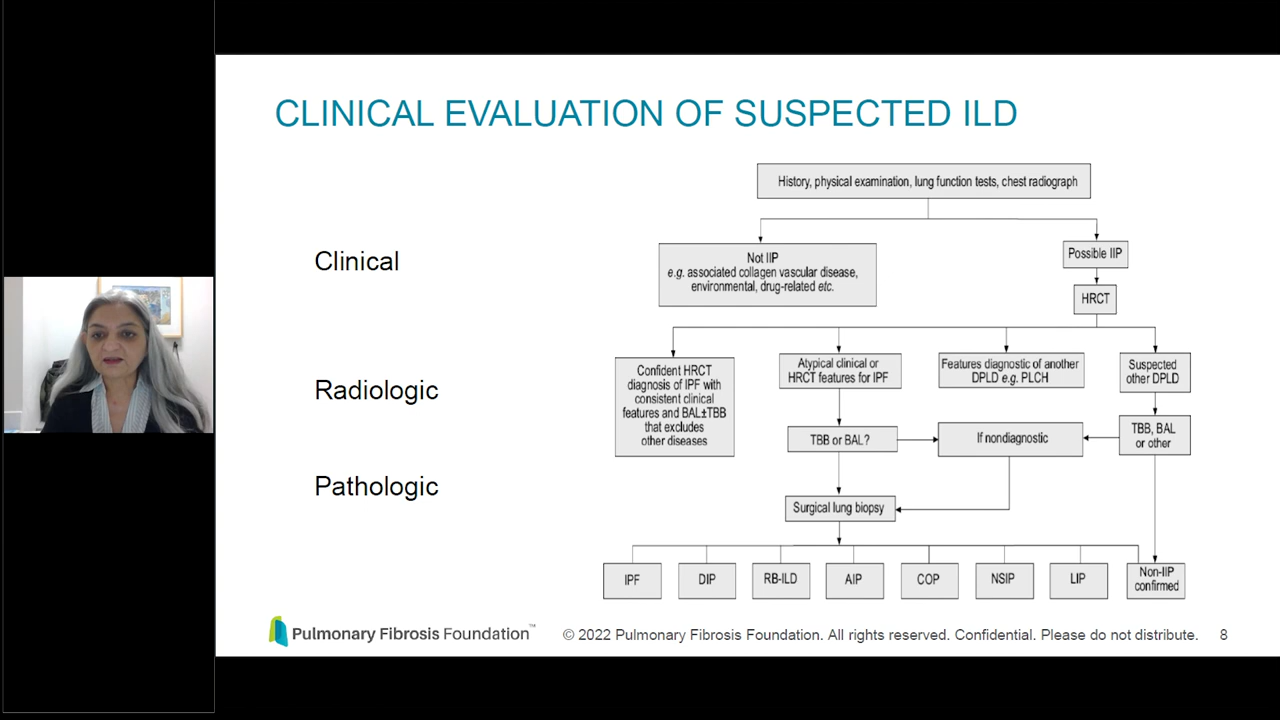 CLINICAL EVALUATION OF SUSPECTED ILD
History, physical examination, lung function tests, chest radiograph
Clinical
Not IIP
e.g. associated collagen vascular disease,
environmental, drug-related etc.
Possible IIP
HRCT
Radiologic
Confident HRCT
diagnosis of IPF with
consistent clinical
features and BAL±TBB
that excludes
other diseases
Atypical clinical or
HRCT features for IPF
Features diagnostic of another
DPLD e.g. PLCH
Suspected
other DPLD
TBB or BAL?
If nondiagnostic
TBB, BAL
or other
Pathologic
Surgical lung biopsy
IPF
DIP
RB-ILD
AIP
COP
NSIP
LIP
Non-IIP
confirmed
Pulmonary Fibrosis Foundation™
© 2022 Pulmonary Fibrosis Foundation. All rights reserved. Confidential. Please do not distribute.
8